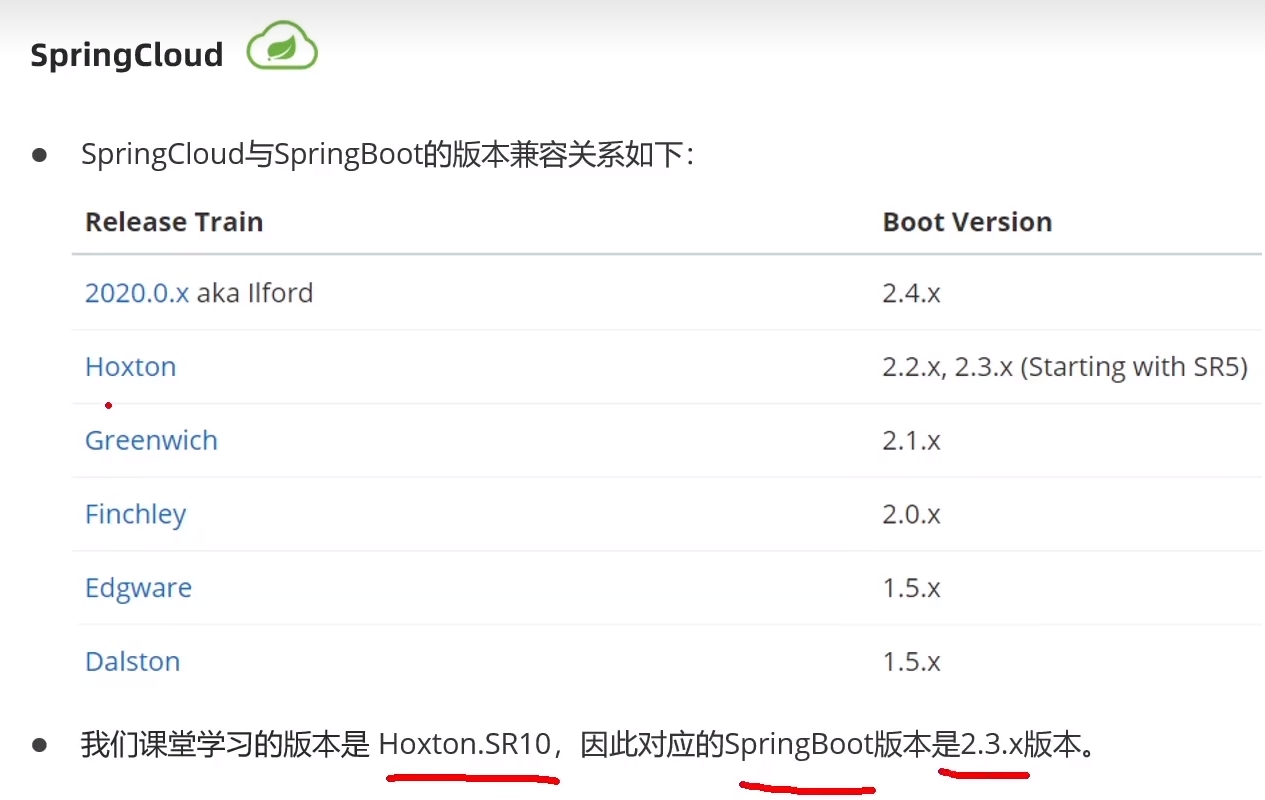 SpringCloud
● SpringCloud与SpringBoot的版本兼容关系如下：
Release Train Boot Version
2020.0.x aka Ilford 2.4.x
Hoxton 2.2.x, 2.3.x (Starting with SR5)
Greenwich 2.1.x
Finchley 2.0.x
Edgware 1.5.x
Dalston 1.5.x
● 我们课堂学习的版本是 Hoxton.SR10，因此对应的SpringBoot版本是2.3.x版本。